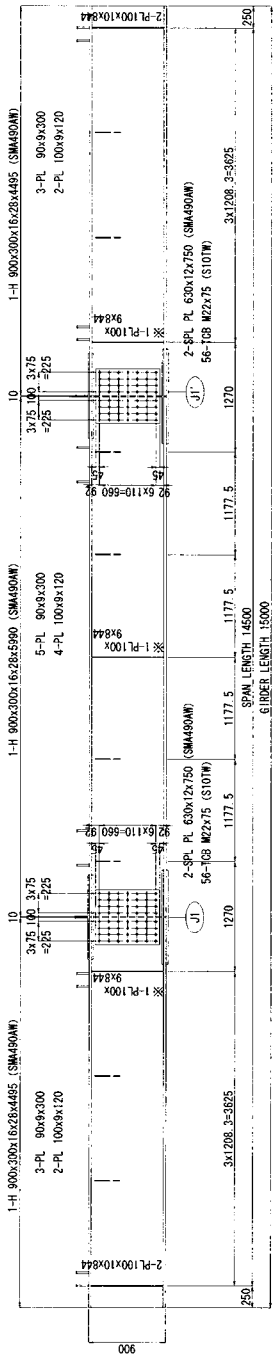 1-H 900x300x16x28x4495 (SMA490AW)
10
1-H 900x300x16x28x5990 (SMA490AW)
10
1-H 900x300x16x28x4495 (SMA490AW)
3-PL 90x9x300
2-PL 100x9x120
3x75 100 3x75
=225 =225
5-PL 90x9x300
4-PL 100x9x120
3x75 100 3x75
=225 =225
3-PL 90x9x300
2-PL 100x9x120
900
2-PL100x10x844
※ 1-PL100x
9x844
45
92 6x110=660 92
45
※ 1-PL100x
9x844
45
92 6x110=660 92
45
※ 1-PL100x
9x844
2-PL100x10x844
J1
2-SPL PL 630x12x750 (SMA490AW)
56-TCB M22x75 (S10TW)
J1'
2-SPL PL 630x12x750 (SMA490AW)
56-TCB M22x75 (S10TW)
250
3x1208.3=3625
1270
1177.5
1177.5
1177.5
1270
3x1208.3=3625
250
SPAN LENGTH 14500
GIRDER LENGTH 15000